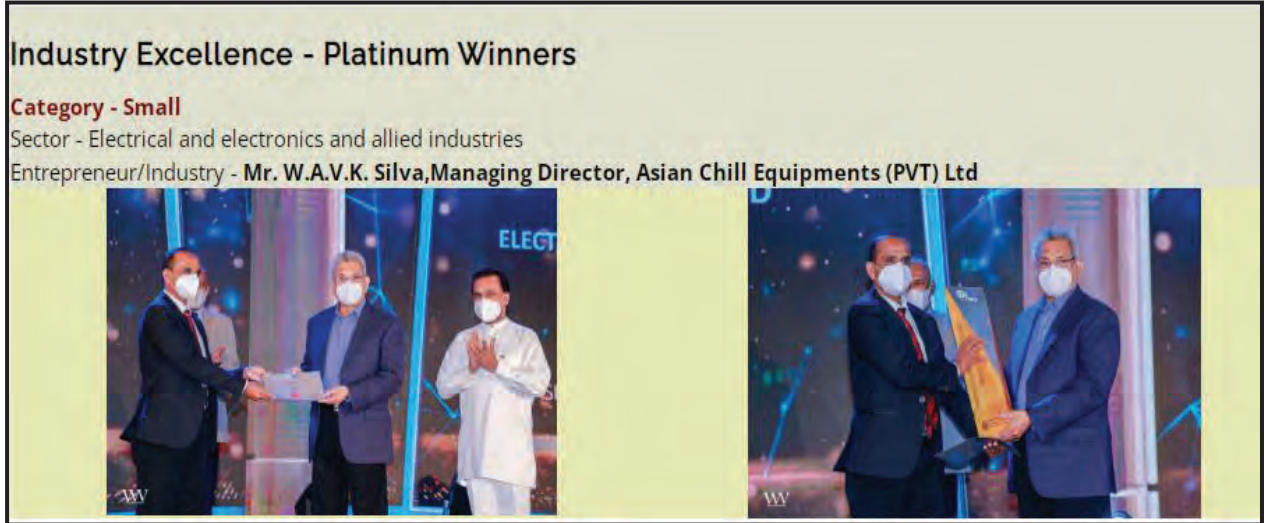 Industry Excellence - Platinum Winners
Category - Small
Sector - Electrical and electronics and allied industries
Entrepreneur/Industry - Mr. W.A.V.K. Silva,Managing Director, Asian Chill Equipments (PVT) Ltd
ELECT
D